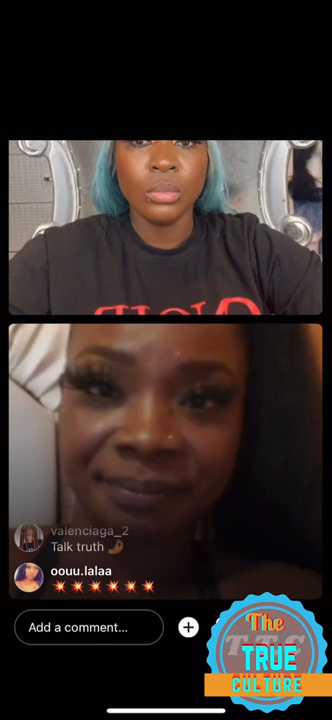 valenciaga_2
Talk truth
oouu.lalaa
Add a comment...
The
T.T.C
TRUE
CULTURE